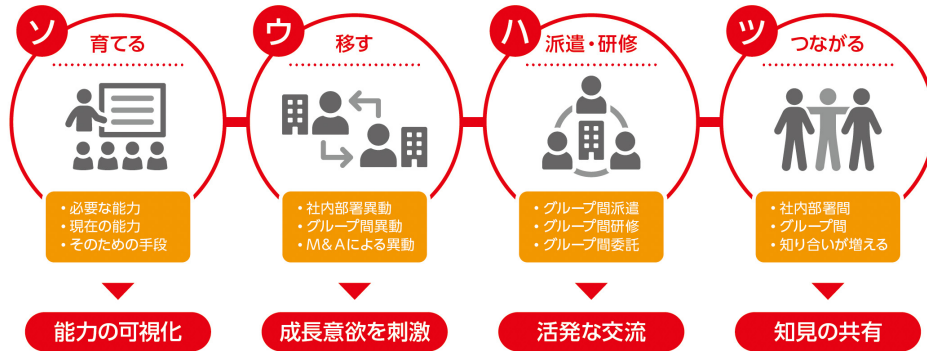 ソ
育てる
・必要な能力
・現在の能力
・そのための手段
能力の可視化
ウ
移す
・社内部署異動
・グループ間異動
・M&Aによる異動
成長意欲を刺激
ハ
派遣・研修
・グループ間派遣
・グループ間研修
・グループ間委託
活発な交流
ツ
つながる
・社内部署間
・グループ間
・知り合いが増える
知見の共有